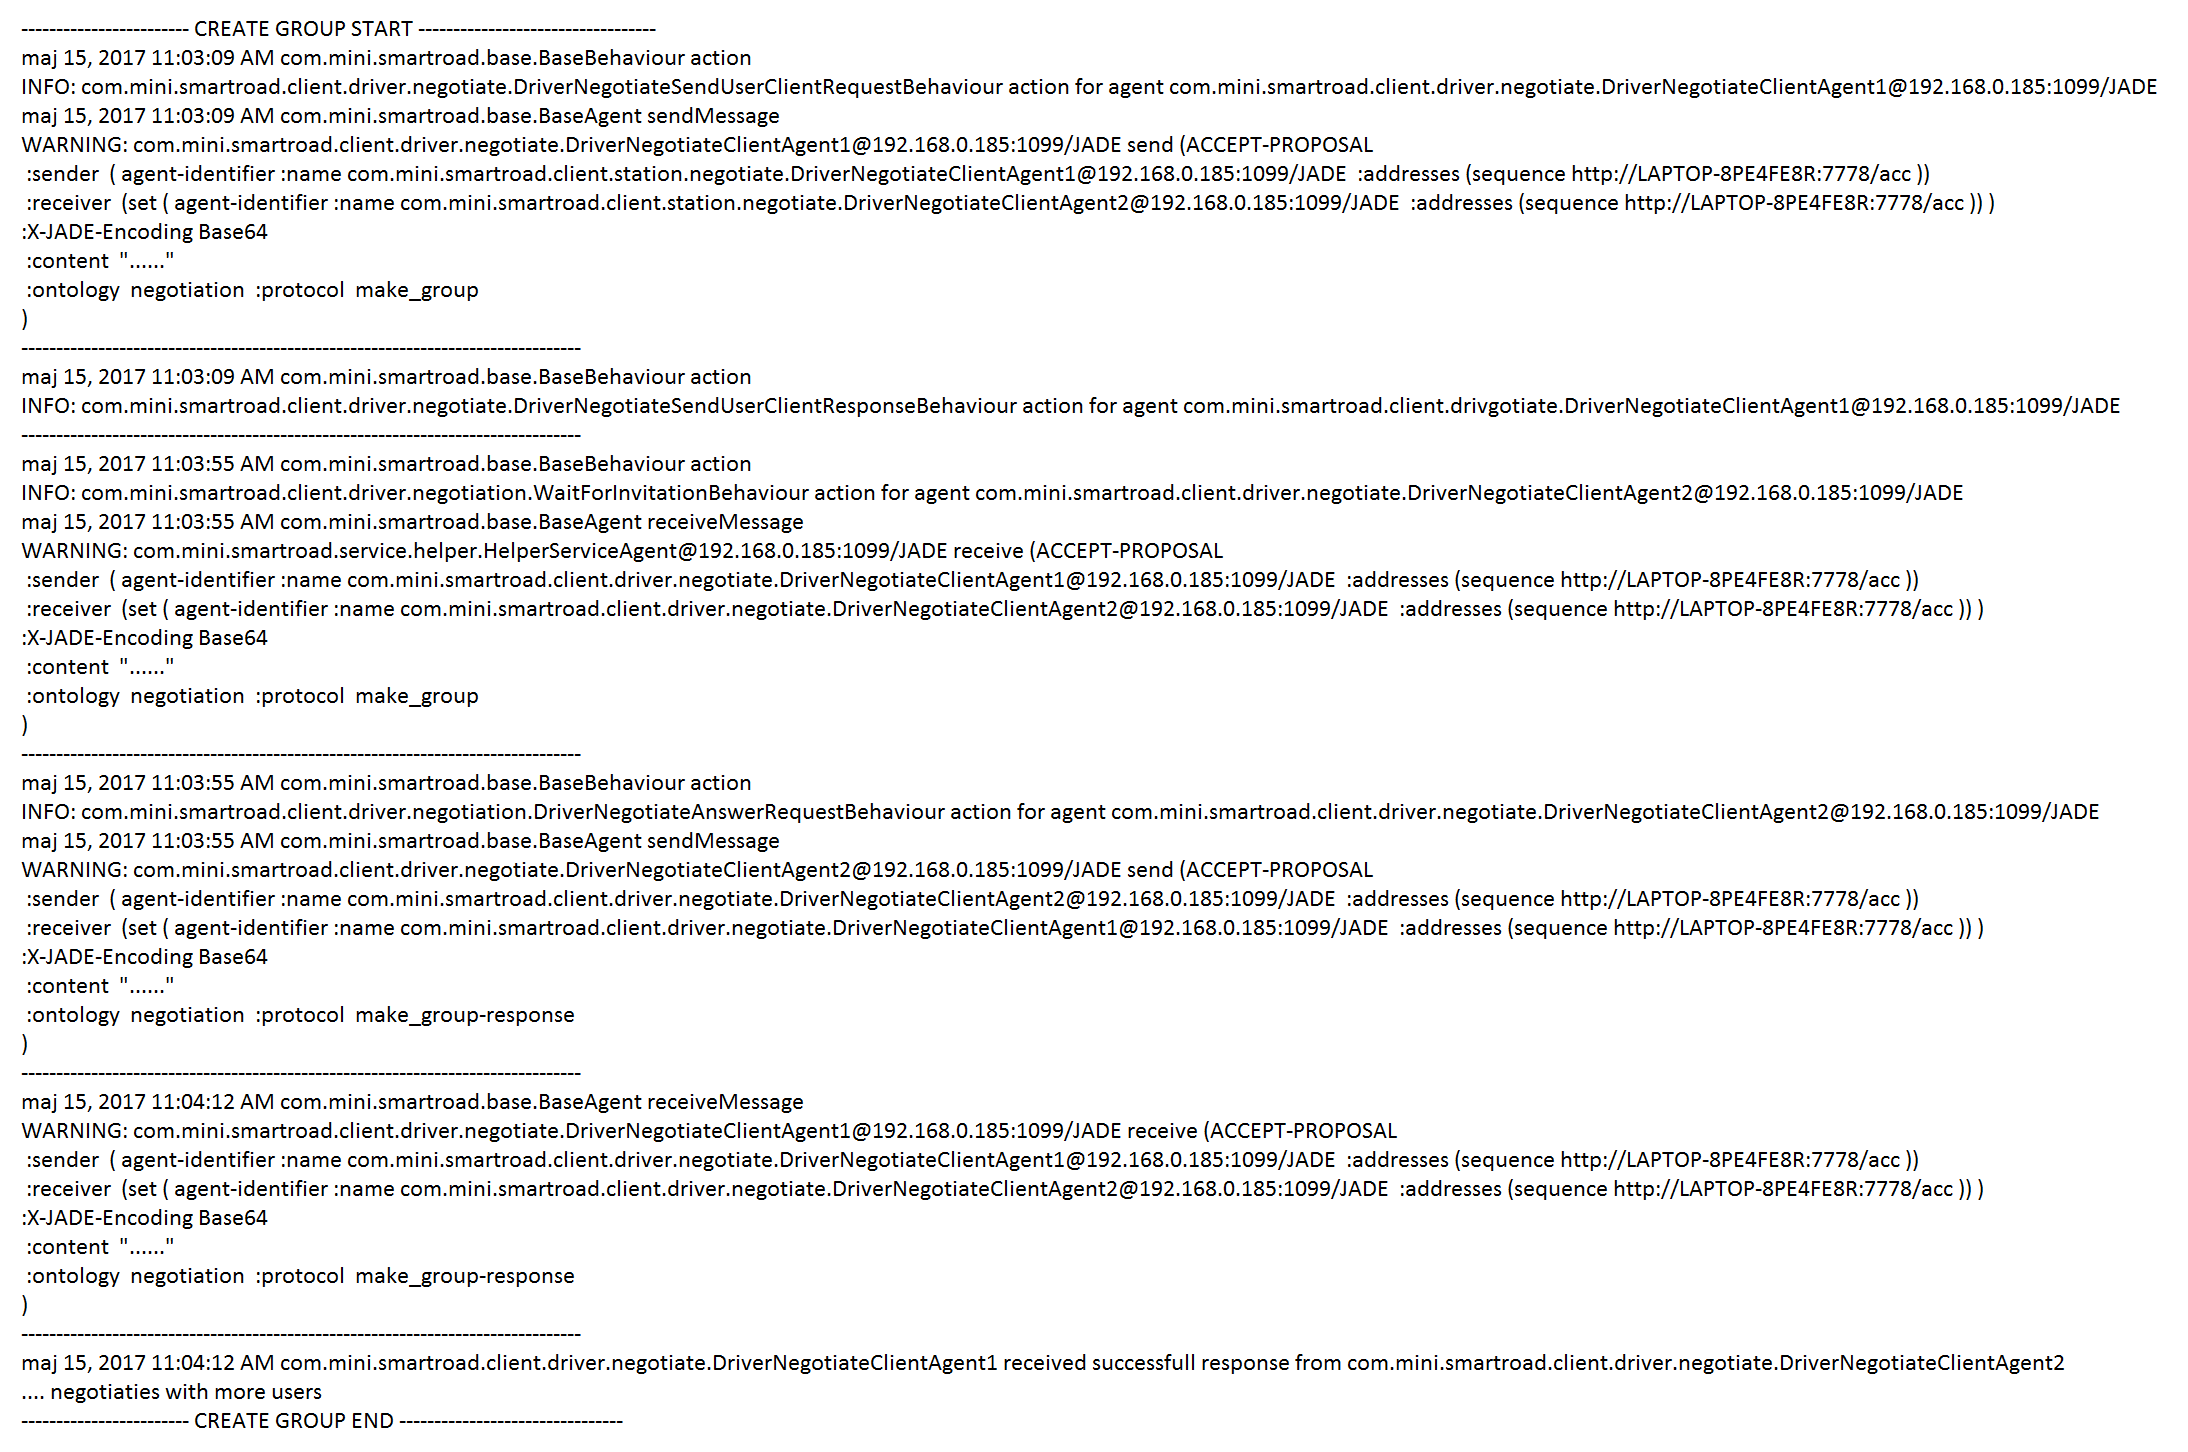 ------------------------ CREATE GROUP START ----------------------------------
maj 15, 2017 11:03:09 AM com.mini.smartroad.base.BaseBehaviour action
INFO: com.mini.smartroad.client.driver.negotiate.DriverNegotiateSendUserClientRequestBehaviour action for agent com.mini.smartroad.client.driver.negotiate.DriverNegotiateClientAgent1@192.168.0.185:1099/JADE
maj 15, 2017 11:03:09 AM com.mini.smartroad.base.BaseAgent sendMessage
WARNING: com.mini.smartroad.client.driver.negotiate.DriverNegotiateClientAgent1@192.168.0.185:1099/JADE send (ACCEPT-PROPOSAL
 :sender  ( agent-identifier :name com.mini.smartroad.client.station.negotiate.DriverNegotiateClientAgent1@192.168.0.185:1099/JADE  :addresses (sequence http://LAPTOP-8PE4FE8R:7778/acc ))
 :receiver  (set ( agent-identifier :name com.mini.smartroad.client.station.negotiate.DriverNegotiateClientAgent2@192.168.0.185:1099/JADE  :addresses (sequence http://LAPTOP-8PE4FE8R:7778/acc )) )
:X-JADE-Encoding Base64
 :content  "......"
 :ontology  negotiation  :protocol  make_group
)
--------------------------------------------------------------------------------
maj 15, 2017 11:03:09 AM com.mini.smartroad.base.BaseBehaviour action
INFO: com.mini.smartroad.client.driver.negotiate.DriverNegotiateSendUserClientResponseBehaviour action for agent com.mini.smartroad.client.drivgotiate.DriverNegotiateClientAgent1@192.168.0.185:1099/JADE
--------------------------------------------------------------------------------
maj 15, 2017 11:03:55 AM com.mini.smartroad.base.BaseBehaviour action
INFO: com.mini.smartroad.client.driver.negotiation.WaitForInvitationBehaviour action for agent com.mini.smartroad.client.driver.negotiate.DriverNegotiateClientAgent2@192.168.0.185:1099/JADE
maj 15, 2017 11:03:55 AM com.mini.smartroad.base.BaseAgent receiveMessage
WARNING: com.mini.smartroad.service.helper.HelperServiceAgent@192.168.0.185:1099/JADE receive (ACCEPT-PROPOSAL
 :sender  ( agent-identifier :name com.mini.smartroad.client.driver.negotiate.DriverNegotiateClientAgent1@192.168.0.185:1099/JADE  :addresses (sequence http://LAPTOP-8PE4FE8R:7778/acc ))
 :receiver  (set ( agent-identifier :name com.mini.smartroad.client.driver.negotiate.DriverNegotiateClientAgent2@192.168.0.185:1099/JADE  :addresses (sequence http://LAPTOP-8PE4FE8R:7778/acc )) )
:X-JADE-Encoding Base64
 :content  "......"
 :ontology  negotiation  :protocol  make_group
)
--------------------------------------------------------------------------------
maj 15, 2017 11:03:55 AM com.mini.smartroad.base.BaseBehaviour action
INFO: com.mini.smartroad.client.driver.negotiation.DriverNegotiateAnswerRequestBehaviour action for agent com.mini.smartroad.client.driver.negotiate.DriverNegotiateClientAgent2@192.168.0.185:1099/JADE
maj 15, 2017 11:03:55 AM com.mini.smartroad.base.BaseAgent sendMessage
WARNING: com.mini.smartroad.client.driver.negotiate.DriverNegotiateClientAgent2@192.168.0.185:1099/JADE send (ACCEPT-PROPOSAL
 :sender  ( agent-identifier :name com.mini.smartroad.client.driver.negotiate.DriverNegotiateClientAgent2@192.168.0.185:1099/JADE  :addresses (sequence http://LAPTOP-8PE4FE8R:7778/acc ))
 :receiver  (set ( agent-identifier :name com.mini.smartroad.client.driver.negotiate.DriverNegotiateClientAgent1@192.168.0.185:1099/JADE  :addresses (sequence http://LAPTOP-8PE4FE8R:7778/acc )) )
:X-JADE-Encoding Base64
 :content  "......"
 :ontology  negotiation  :protocol  make_group-response
)
--------------------------------------------------------------------------------
maj 15, 2017 11:04:12 AM com.mini.smartroad.base.BaseAgent receiveMessage
WARNING: com.mini.smartroad.client.driver.negotiate.DriverNegotiateClientAgent1@192.168.0.185:1099/JADE receive (ACCEPT-PROPOSAL
 :sender  ( agent-identifier :name com.mini.smartroad.client.driver.negotiate.DriverNegotiateClientAgent1@192.168.0.185:1099/JADE  :addresses (sequence http://LAPTOP-8PE4FE8R:7778/acc ))
 :receiver  (set ( agent-identifier :name com.mini.smartroad.client.driver.negotiate.DriverNegotiateClientAgent2@192.168.0.185:1099/JADE  :addresses (sequence http://LAPTOP-8PE4FE8R:7778/acc )) )
:X-JADE-Encoding Base64
 :content  "......"
 :ontology  negotiation  :protocol  make_group-response
)
--------------------------------------------------------------------------------
maj 15, 2017 11:04:12 AM com.mini.smartroad.client.driver.negotiate.DriverNegotiateClientAgent1 received successfull response from com.mini.smartroad.client.driver.negotiate.DriverNegotiateClientAgent2
.... negotiaties with more users
------------------------ CREATE GROUP END --------------------------------